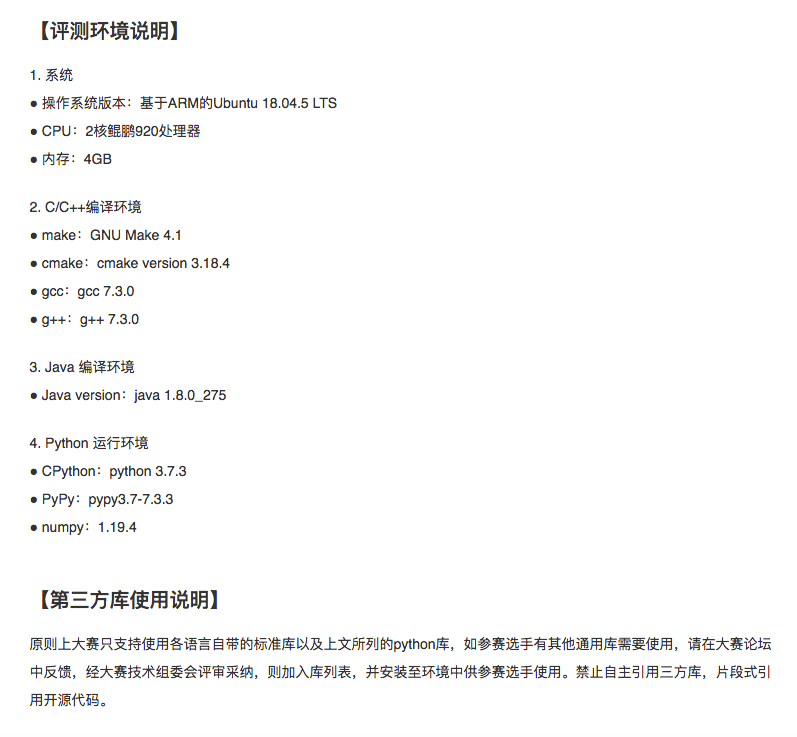 【评测环境说明】
1. 系统
● 操作系统版本：基于ARM的Ubuntu 18.04.5 LTS
● CPU：2核鲲鹏920处理器
● 内存：4GB
2. C/C++编译环境
● make：GNU Make 4.1
● cmake：cmake version 3.18.4
● gcc：gcc 7.3.0
● g++：g++ 7.3.0
3. Java 编译环境
● Java version：java 1.8.0_275
4. Python 运行环境
● CPython：python 3.7.3
● PyPy：pypy3.7-7.3.3
● numpy：1.19.4
【第三方库使用说明】
原则上大赛只支持使用各语言自带的标准库以及上文所列的python库，如参赛选手有其他通用库需要使用，请在大赛论坛
中反馈，经大赛技术组委会评审采纳，则加入库列表，并安装至环境中供参赛选手使用。禁止自主引用三方库，片段式引
用开源代码。